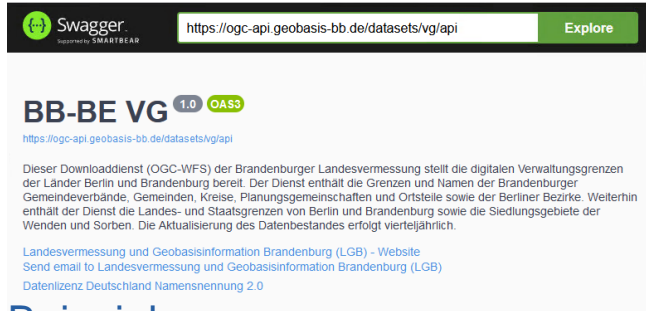 {··} Swagger. https://ogc-api.geobasis-bb.de/datasets/vg/api Explore
Supported by SMARTBEAR
BB-BE VG 1.0 OAS3
https://ogc-api.geobasis-bb.de/datasets/vg/api
Dieser Downloaddienst (OGC-WFS) der Brandenburger Landesvermessung stellt die digitalen Verwaltungsgrenzen
der Länder Berlin und Brandenburg bereit. Der Dienst enthält die Grenzen und Namen der Brandenburger
Gemeindeverbände, Gemeinden, Kreise, Planungsgemeinschaften und Ortsteile sowie der Berliner Bezirke. Weiterhin
enthält der Dienst die Landes- und Staatsgrenzen von Berlin und Brandenburg sowie die Siedlungsgebiete der
Wenden und Sorben. Die Aktualisierung des Datenbestandes erfolgt vierteljährlich.
Landesvermessung und Geobasisinformation Brandenburg (LGB) - Website
Send email to Landesvermessung und Geobasisinformation Brandenburg (LGB)
Datenlizenz Deutschland Namensnennung 2.0